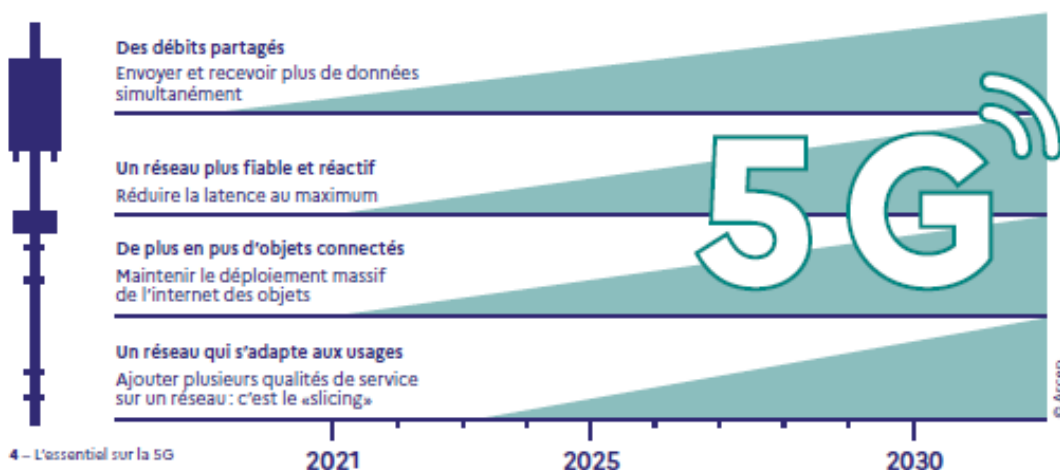 Des débits partagés
Envoyer et recevoir plus de données
simultanément
Un réseau plus fiable et réactif
Réduire la latence au maximum
De plus en pus d'objets connectés
Maintenir le déploiement massif
de l'internet des objets
Un réseau qui s'adapte aux usages
Ajouter plusieurs qualités de service
sur un réseau : c'est le «slicing»
5G
© Arcep
2021
2025
2030
4 – L'essentiel sur la 5G